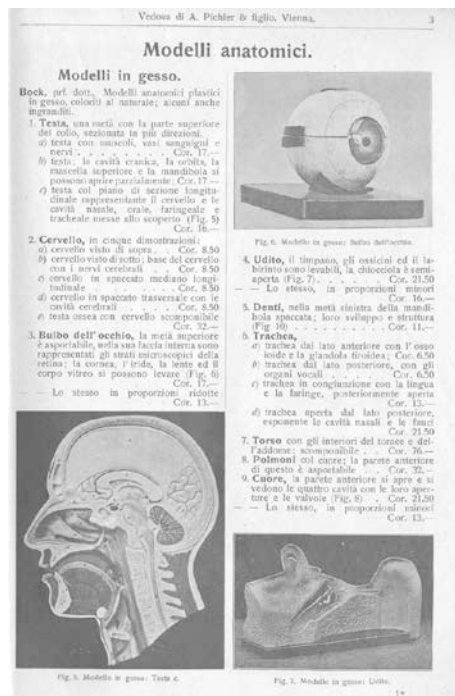 Vedova di A. Pichler & figlio, Vienna.
3
Modelli anatomici.
Modelli in gesso.
Bock, prf. dott., Modelli anatomici plastici
in gesso, coloriti al naturale; alcuni anche
ingranditi.
1. Testa, una metà con la parte superiore
del collo, sezionata in più direzioni.
a) testa con muscoli, vasi sanguigni e
nervi . . . . . . . . . Cor. 17.—
b) testa; la cavità cranica, la orbita, la
mascella superiore e la mandibola si
possono aprire parzialmente; Cor. 17 —
c) testa col piano di sezione longitu-
dinale rappresentante il cervello e le
cavità nasale, orale, faringeale e
tracheale messe allo scoperto (Fig. 5)
Cor. 16.—
2. Cervello, in cinque dimostrazioni:
a) cervello visto di sopra . . Cor. 8.50
b) cervello visto di sotto; base del cervello
con i nervi cerebrali . . Cor. 8.50
c) cervello in spaccato mediano longi-
tudinale . . . . . . Cor. 8.50
d) cervello in spaccato trasversale con le
cavità cerebrali . . . . Cor. 8.50
e) testa ossea con cervello scomponibile
Cor. 32.—
3. Bulbo dell'occhio, la metà superiore
è asportabile, nella sua faccia interna sono
rappresentati gli strati microscopici della
retina; la cornea, l'iride, la lente ed il
corpo vitreo si possono levare (Fig. 6)
Cor. 17.—
— Lo stesso in proporzioni ridotte
Cor. 13.—
Fig. 5. Modello in gesso: Testa c.
Fig. 6. Modello in gesso: Bulbo dell'occhio.
4. Udito, il timpano, gli ossicini ed il la-
birinto sono levabili, la chiocciola è semi-
aperta (Fig. 7) . . . . . Cor. 21.50
— — Lo stesso, in proporzioni minori
Cor. 16.—
5. Denti, nella metà sinistra della mandi-
bola spaccata; loro sviluppo e struttura
(Fig 10) . . . . . . . Cor. 11.—
6. Trachea,
a) trachea dal lato anteriore con l'osso
ioide e la glandola tiroidea; Cor. 6.50
b) trachea dal lato posteriore, con gli
organi vocali . . . . Cor. 6.50
c) trachea in congiunzione con la lingua
e la faringe, posteriormente aperta
Cor. 13.—
d) trachea aperta dal lato posteriore,
esponente le cavità nasali e le fauci
Cor. 21.50
7. Torso con gli interiori del torace e del-
l'addome; scomponibile . . Cor. 76.—
8. Polmoni col cuore; la parete anteriore
di questo è asportabile . . Cor. 32.—
9. Cuore, la parete anteriore si apre e si
vedono le quattro cavità con le loro aper-
ture e le valvole (Fig. 8) . Cor. 21.50
— — Lo stesso, in proporzioni minori
Cor. 13.—
Fig. 7. Modello in gesso: Udito.
1*